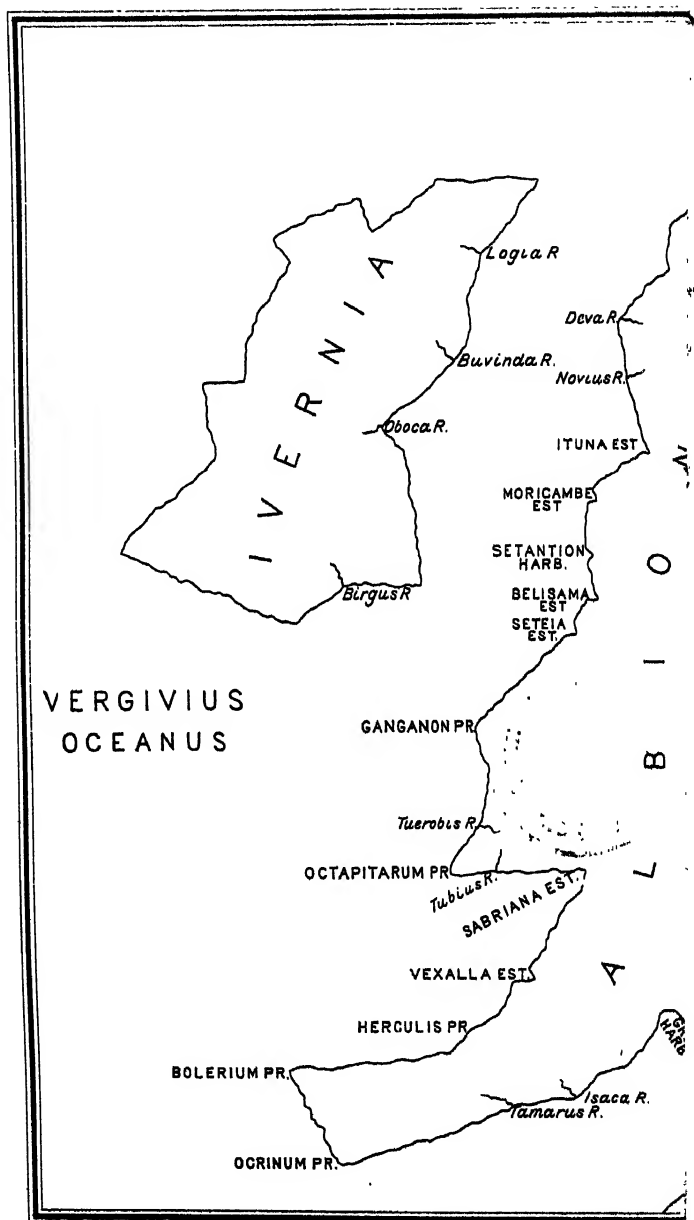 Logia R
IVERNIA
Deva R.
Buvinda R.
Novius R.
Oboca R.
ITUNA EST
MORICAMBE
EST
SETANTION
HARB.
BELISAMA
EST
Birgus R
SETEIA
EST.
ALBION
VERGIVIUS
OCEANUS
GANGANON PR.
Tuerobis R.
OCTAPITARUM PR
Tubius R.
SABRIANA EST.
VEXALLA EST.
HERCULIS PR.
BOLERIUM PR.
HARB
Isaca R.
Tamarus R.
OCRINUM PR.